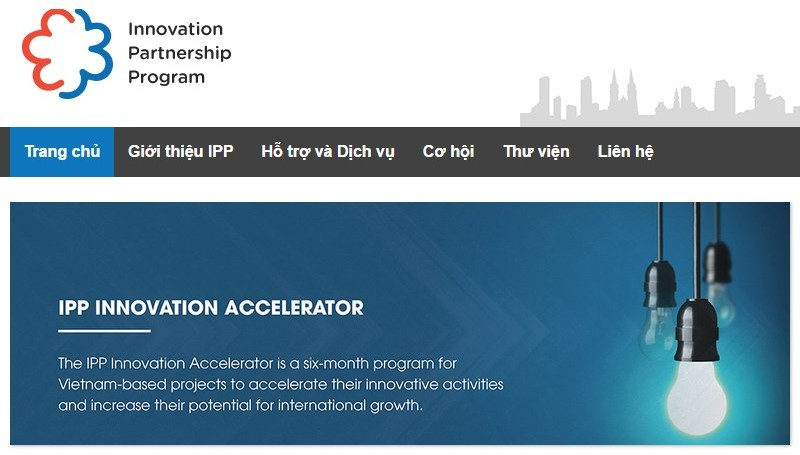 Innovation
Partnership
Program
Trang chủ Giới thiệu IPP Hỗ trợ và Dịch vụ Cơ hội Thư viện Liên hệ
IPP INNOVATION ACCELERATOR
The IPP Innovation Accelerator is a six-month program for
Vietnam-based projects to accelerate their innovative activities
and increase their potential for international growth.